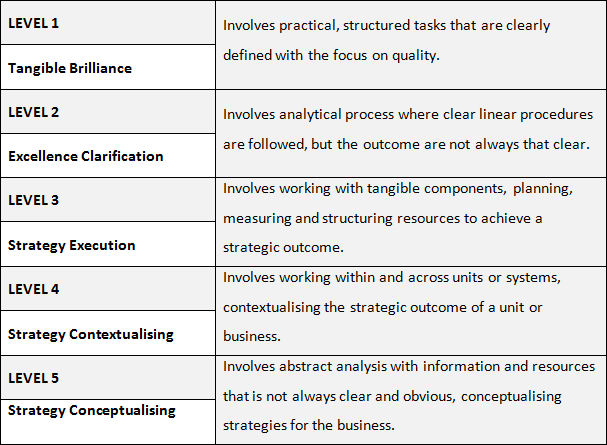 LEVEL 1
Tangible Brilliance
Involves practical, structured tasks that are clearly
defined with the focus on quality.
LEVEL 2
Excellence Clarification
Involves analytical process where clear linear procedures
are followed, but the outcome are not always that clear.
LEVEL 3
Strategy Execution
Involves working with tangible components, planning,
measuring and structuring resources to achieve a
strategic outcome.
LEVEL 4
Strategy Contextualising
Involves working within and across units or systems,
contextualising the strategic outcome of a unit or
business.
LEVEL 5
Strategy Conceptualising
Involves abstract analysis with information and resources
that is not always clear and obvious, conceptualising
strategies for the business.